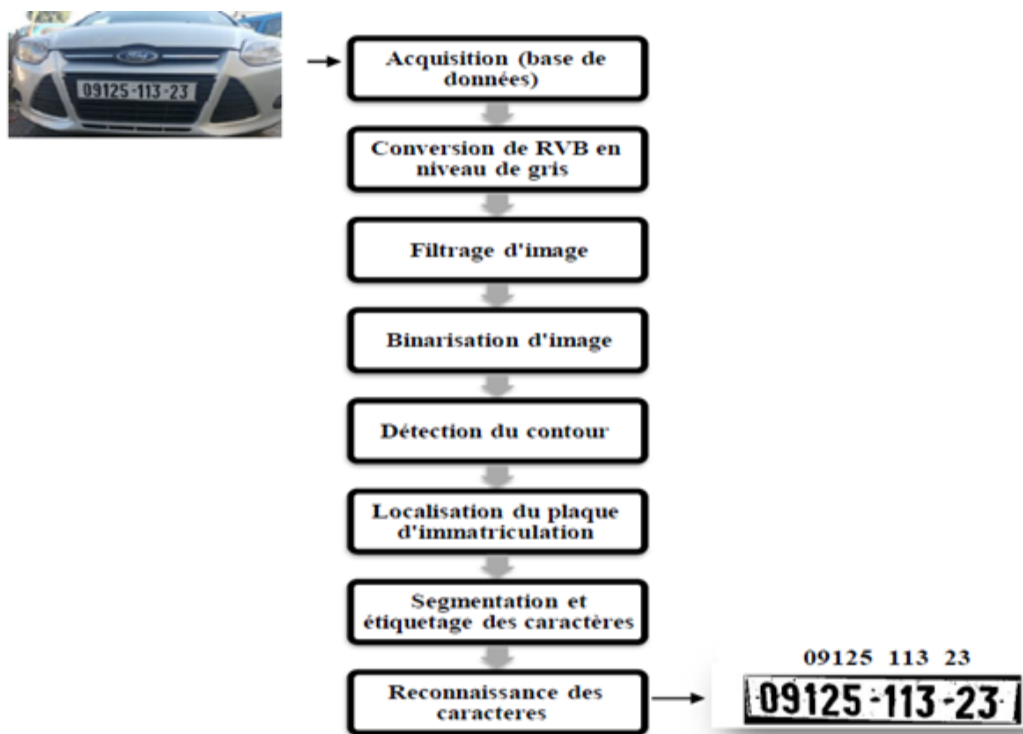 Ford
09125-113-23
Acquisition (base de
données)
Conversion de RVB en
niveau de gris
Filtrage d'image
Binarisation d'image
Détection du contour
Localisation du plaque
d'immatriculation
Segmentation et
étiquetage des caractères
Reconnaissance des
caracteres
09125 113 23
09125-113-23